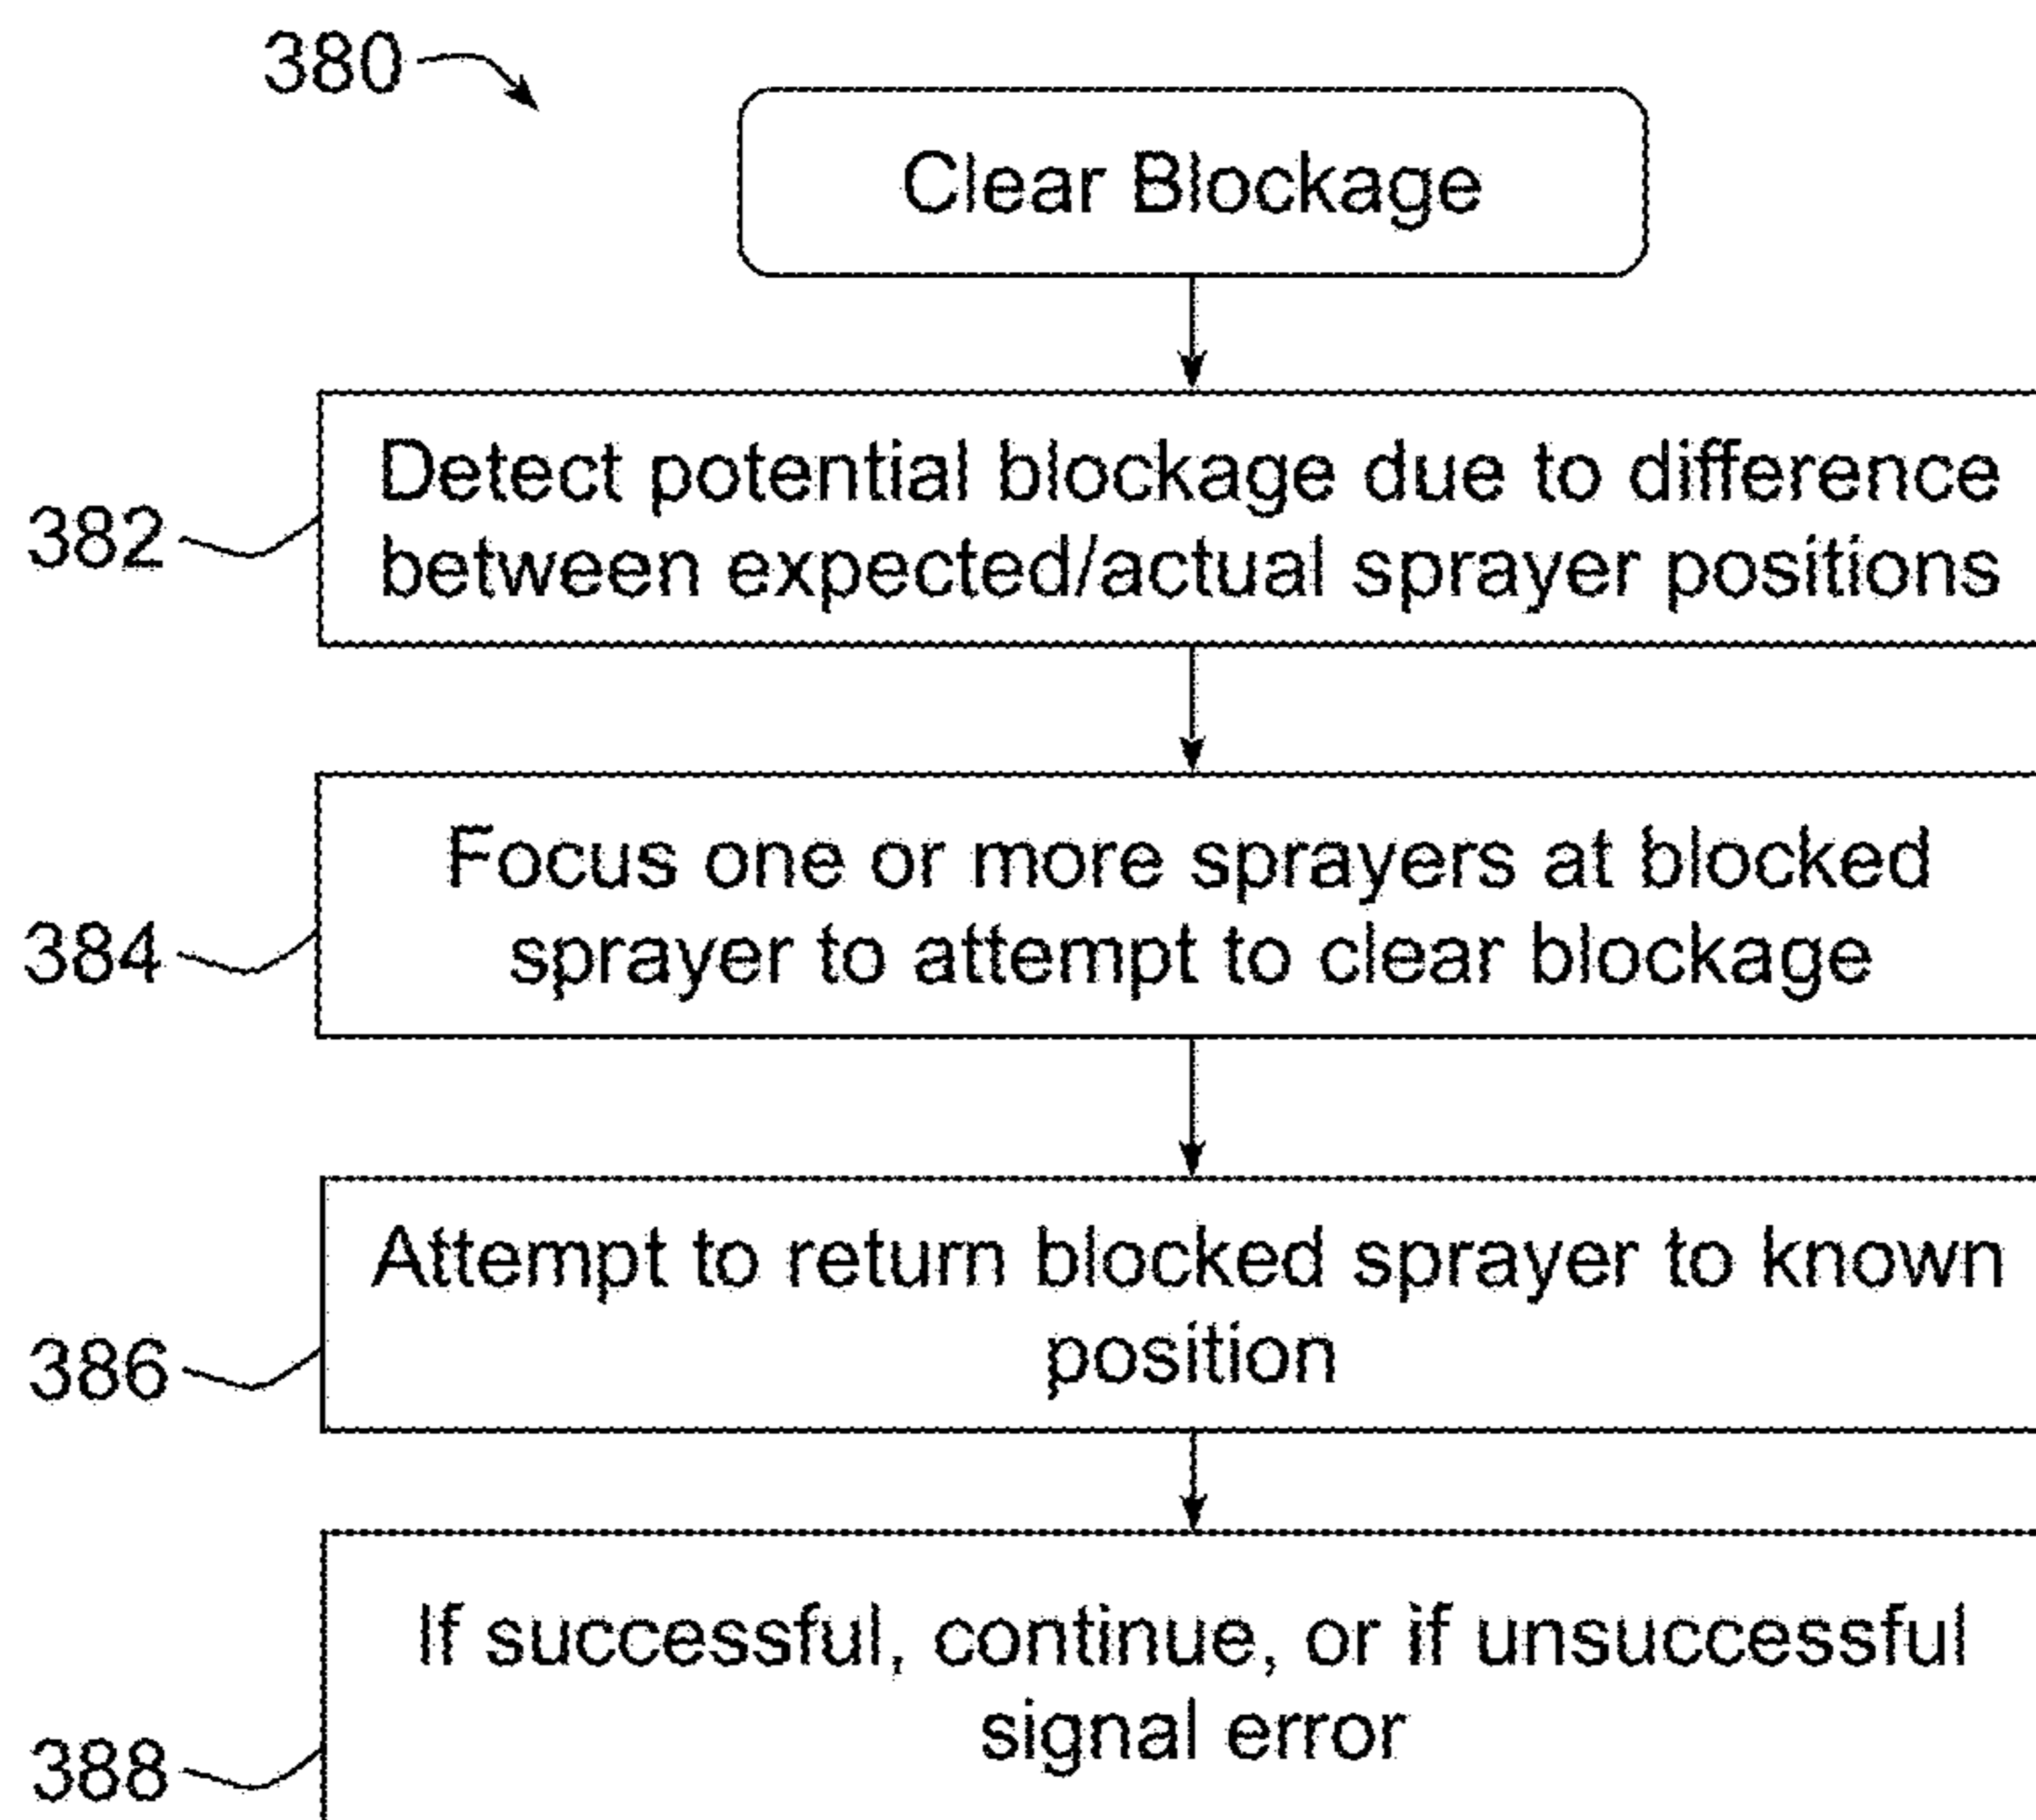 380
Clear Blockage
Detect potential blockage due to difference
between expected/actual sprayer positions
382
Focus one or more sprayers at blocked
sprayer to attempt to clear blockage
384
Attempt to return blocked sprayer to known
position
386
If successful, continue, or if unsuccessful
signal error
388